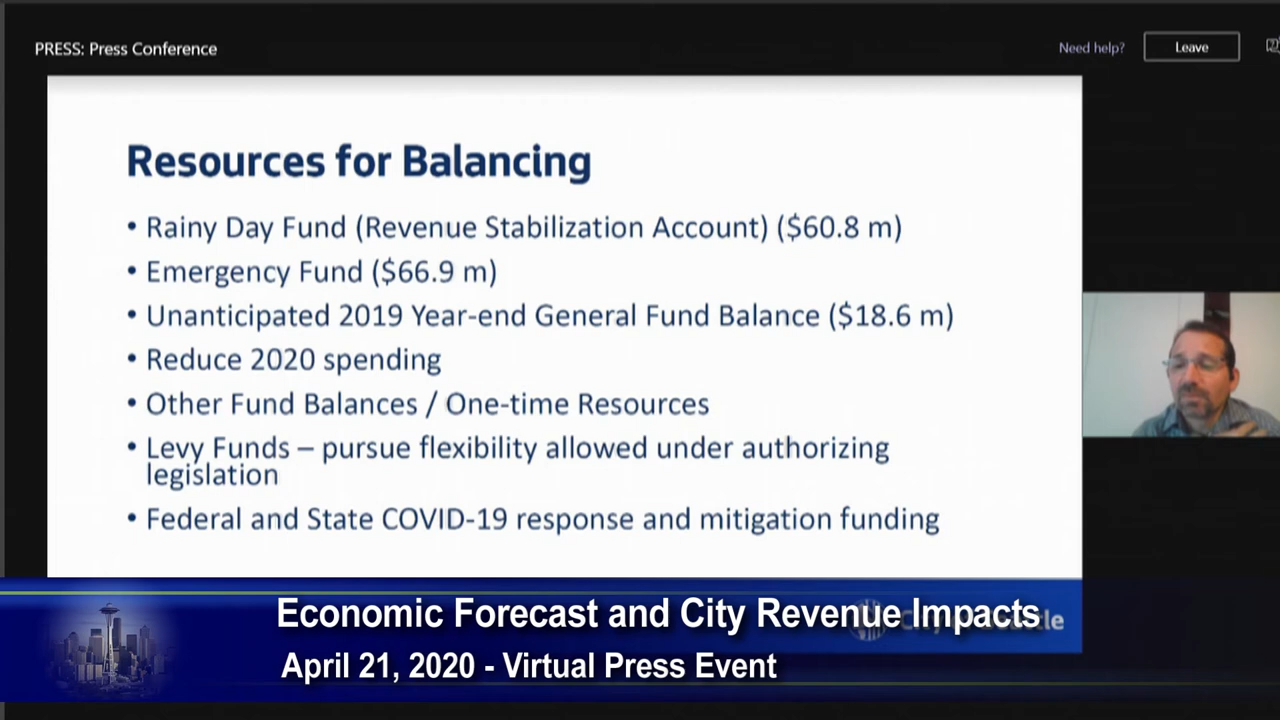 PRESS: Press Conference
Need help?
Leave
Resources for Balancing
• Rainy Day Fund (Revenue Stabilization Account) ($60.8 m)
• Emergency Fund ($66.9 m)
• Unanticipated 2019 Year-end General Fund Balance ($18.6 m)
• Reduce 2020 spending
• Other Fund Balances / One-time Resources
• Levy Funds – pursue flexibility allowed under authorizing
legislation
• Federal and State COVID-19 response and mitigation funding
Economic Forecast and City Revenue Impacts
April 21, 2020 - Virtual Press Event